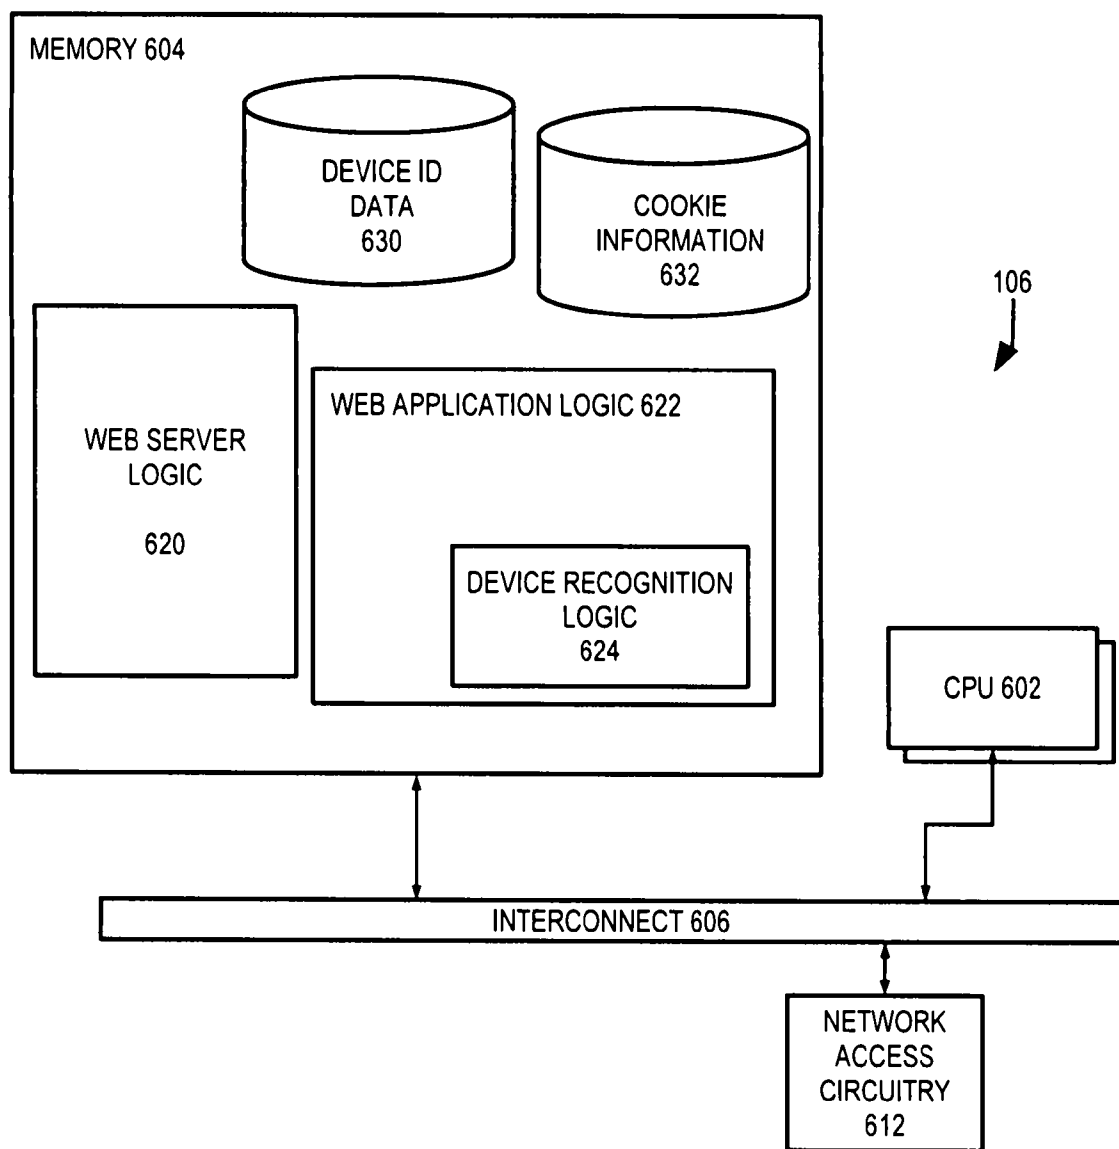 MEMORY 604
DEVICE ID
DATA
630
COOKIE
INFORMATION
632
106
WEB SERVER
LOGIC
620
WEB APPLICATION LOGIC 622
DEVICE RECOGNITION
LOGIC
624
CPU 602
INTERCONNECT 606
NETWORK
ACCESS
CIRCUITRY
612